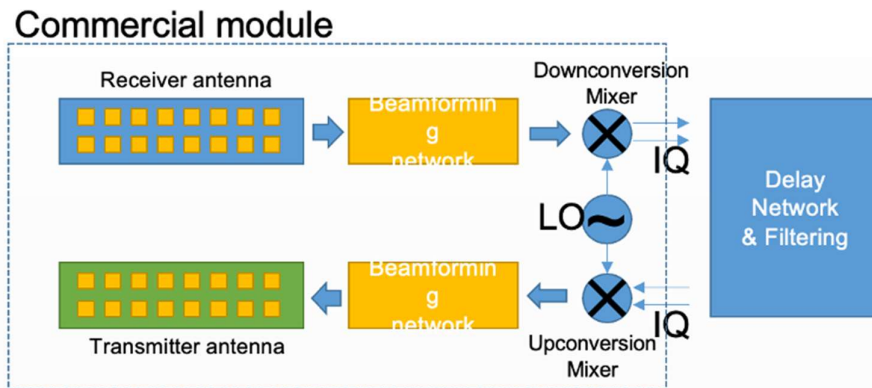 Commercial module
Receiver antenna
Beamformin
g
network
Downconversion
Mixer
IQ
LO
Delay
Network
& Filtering
Beamformin
g
network
IQ
Transmitter antenna
Upconversion
Mixer